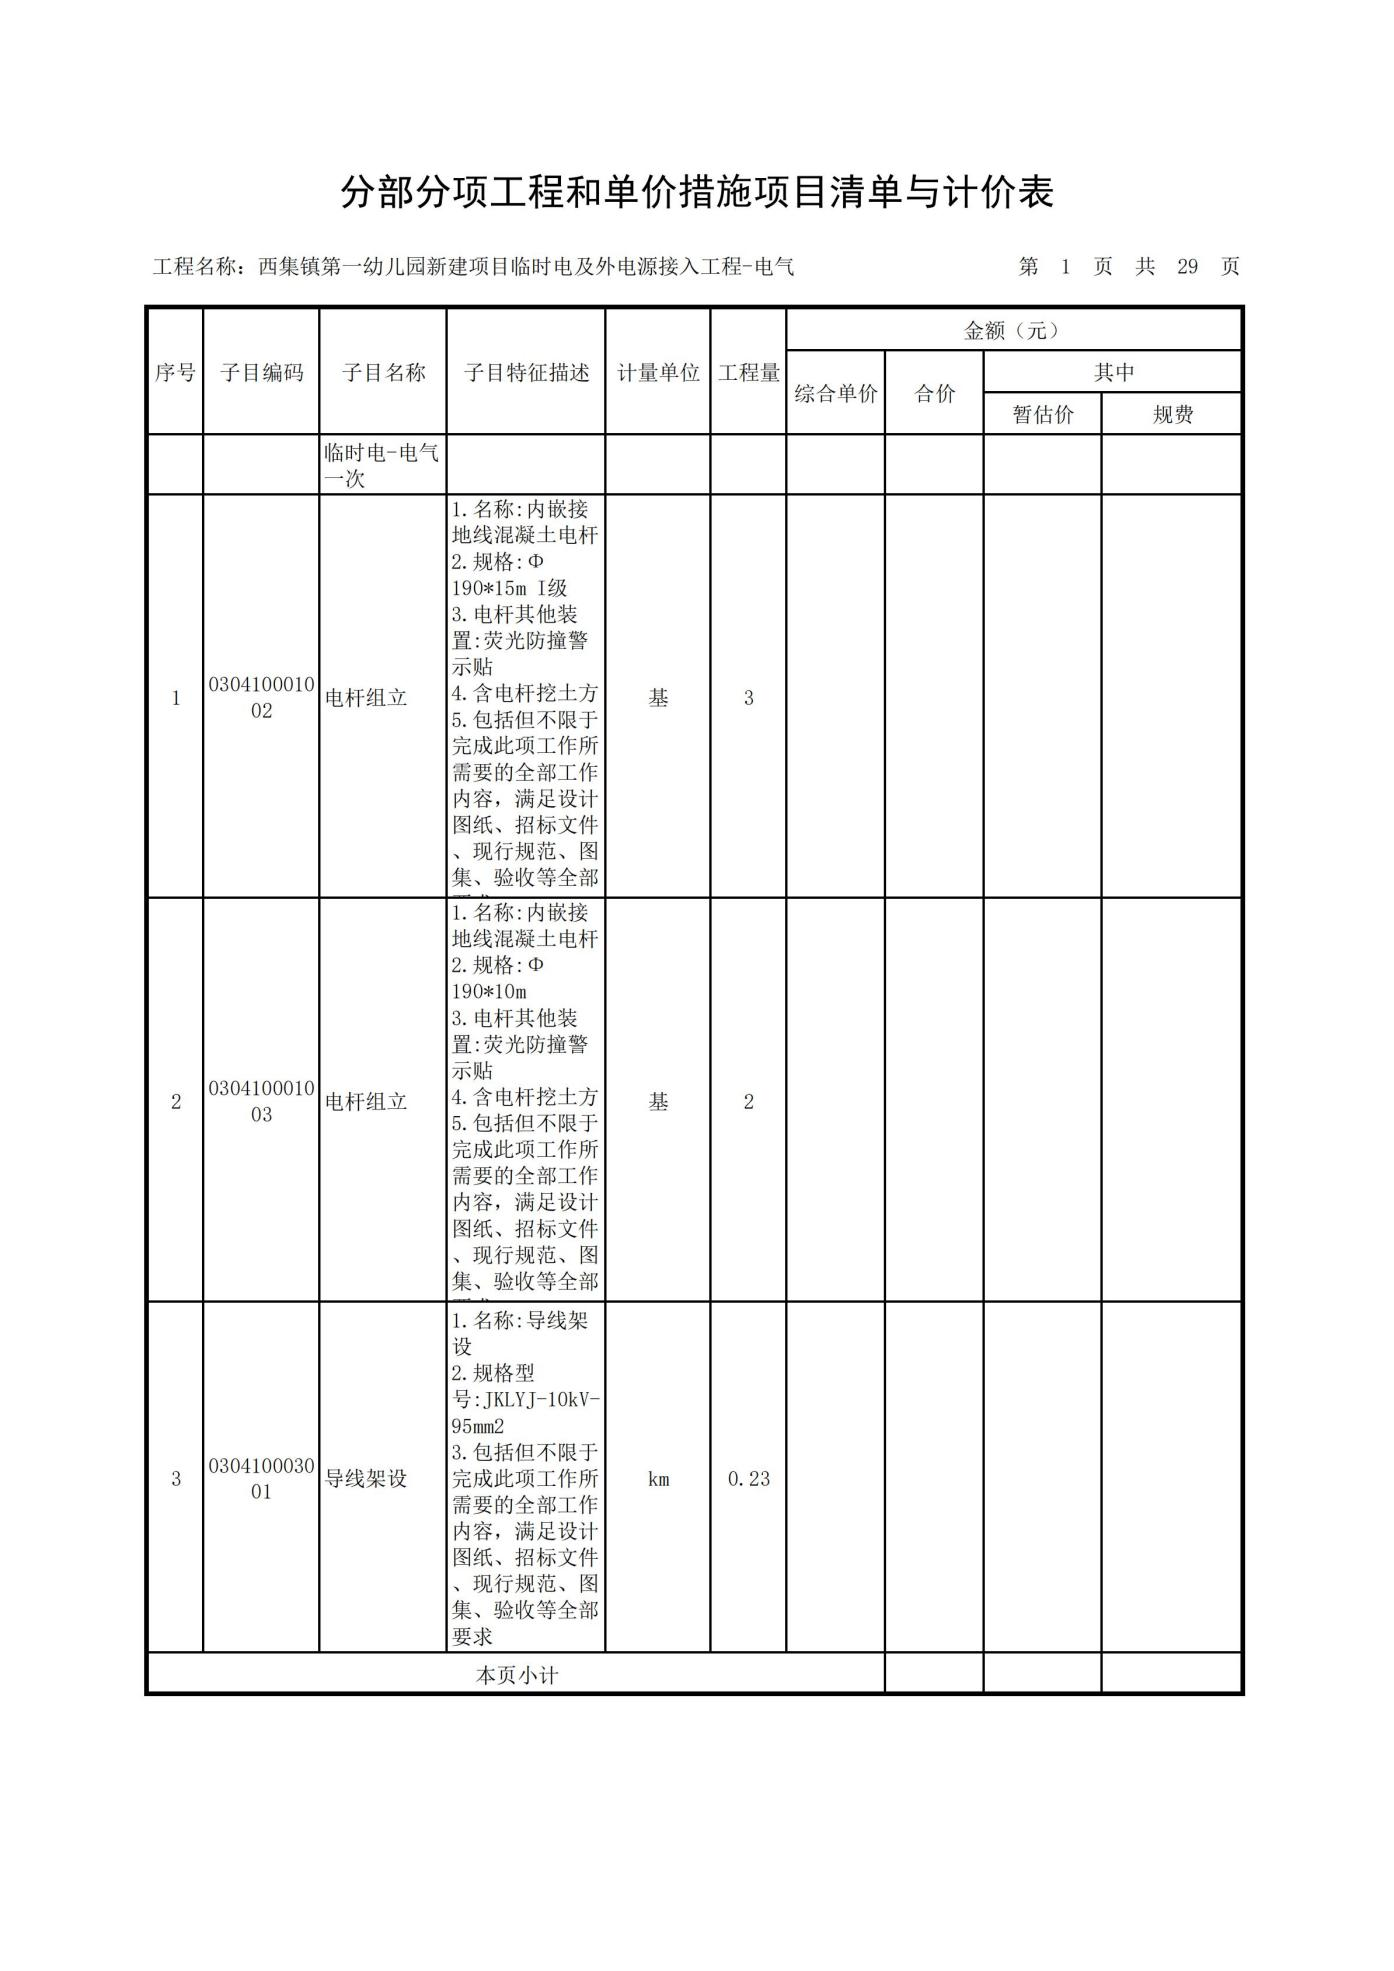 分部分项工程和单价措施项目清单与计价表
工程名称：西集镇第一幼儿园新建项目临时电及外电源接入工程-电气
第 1 页 共 29 页
序号
子目编码
子目名称
子目特征描述
计量单位
工程量
金额（元）
综合单价
合价
其中
暂估价
规费
临时电-电气
一次
1
0304100010
02
电杆组立
1.名称:内嵌接
地线混凝土电杆
2.规格:Φ
190*15m I级
3.电杆其他装
置:荧光防撞警
示贴
4.含电杆挖土方
5.包括但不限于
完成此项工作所
需要的全部工作
内容，满足设计
图纸、招标文件
、现行规范、图
集、验收等全部
基
3
2
0304100010
03
电杆组立
1.名称:内嵌接
地线混凝土电杆
2.规格:Φ
190*10m
3.电杆其他装
置:荧光防撞警
示贴
4.含电杆挖土方
5.包括但不限于
完成此项工作所
需要的全部工作
内容，满足设计
图纸、招标文件
、现行规范、图
集、验收等全部
基
2
3
0304100030
01
导线架设
1.名称:导线架
设
2.规格型
号:JKLYJ-10kV-
95mm2
3.包括但不限于
完成此项工作所
需要的全部工作
内容，满足设计
图纸、招标文件
、现行规范、图
集、验收等全部
要求
km
0.23
本页小计